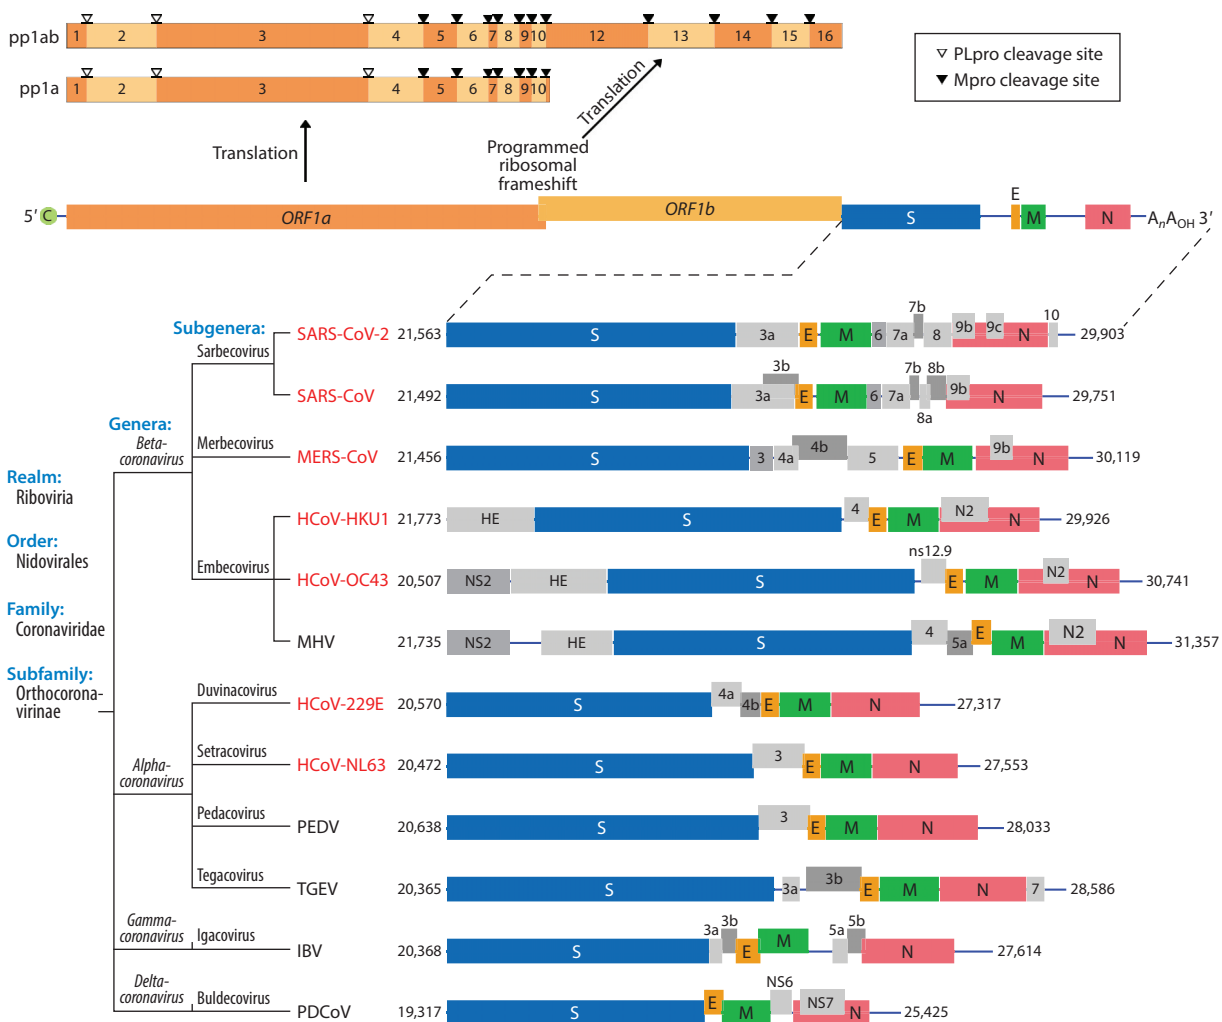 pp1ab 1 2 3 4 5 6 7 8 9 10 12 13 14 15 16
PLpro cleavage site
Mpro cleavage site
pp1a 1 2 3 4 5 6 7 8 9 10
Translation
Translation
Programmed
ribosomal
frameshift
5′ C ORF1a ORF1b S E M N AnAOH 3′
Subgenera:
Genera:
Realm:
Riboviria
Order:
Nidovirales
Family:
Coronaviridae
Subfamily:
Orthocorona-
virinae
Beta-
coronavirus
Alpha-
coronavirus
Gamma-
coronavirus
Delta-
coronavirus
Sarbecovirus
SARS-CoV-2 21,563 S 3a E M 6 7a 7b 8 9b 9c N 10 29,903
SARS-CoV 21,492 S 3a 3b E M 6 7a 7b 8a 8b 9b N 29,751
Merbecovirus
MERS-CoV 21,456 S 3 4a 4b 5 E M 9b N 30,119
Embecovirus
HCoV-HKU1 21,773 HE S 4 E M N2 N 29,926
HCoV-OC43 20,507 NS2 HE S ns12.9 E M N2 N 30,741
MHV 21,735 NS2 HE S 4 5a E M N2 N 31,357
Duvinacovirus
HCoV-229E 20,570 S 4a 4b E M N 27,317
Setracovirus
HCoV-NL63 20,472 S 3 E M N 27,553
Pedacovirus
PEDV 20,638 S 3 E M N 28,033
Tegacovirus
TGEV 20,365 S 3a 3b E M N 7 28,586
Igacovirus
IBV 20,368 S 3a 3b E M 5a 5b N 27,614
Buldecovirus
PDCoV 19,317 S E M NS6 NS7 N 25,425